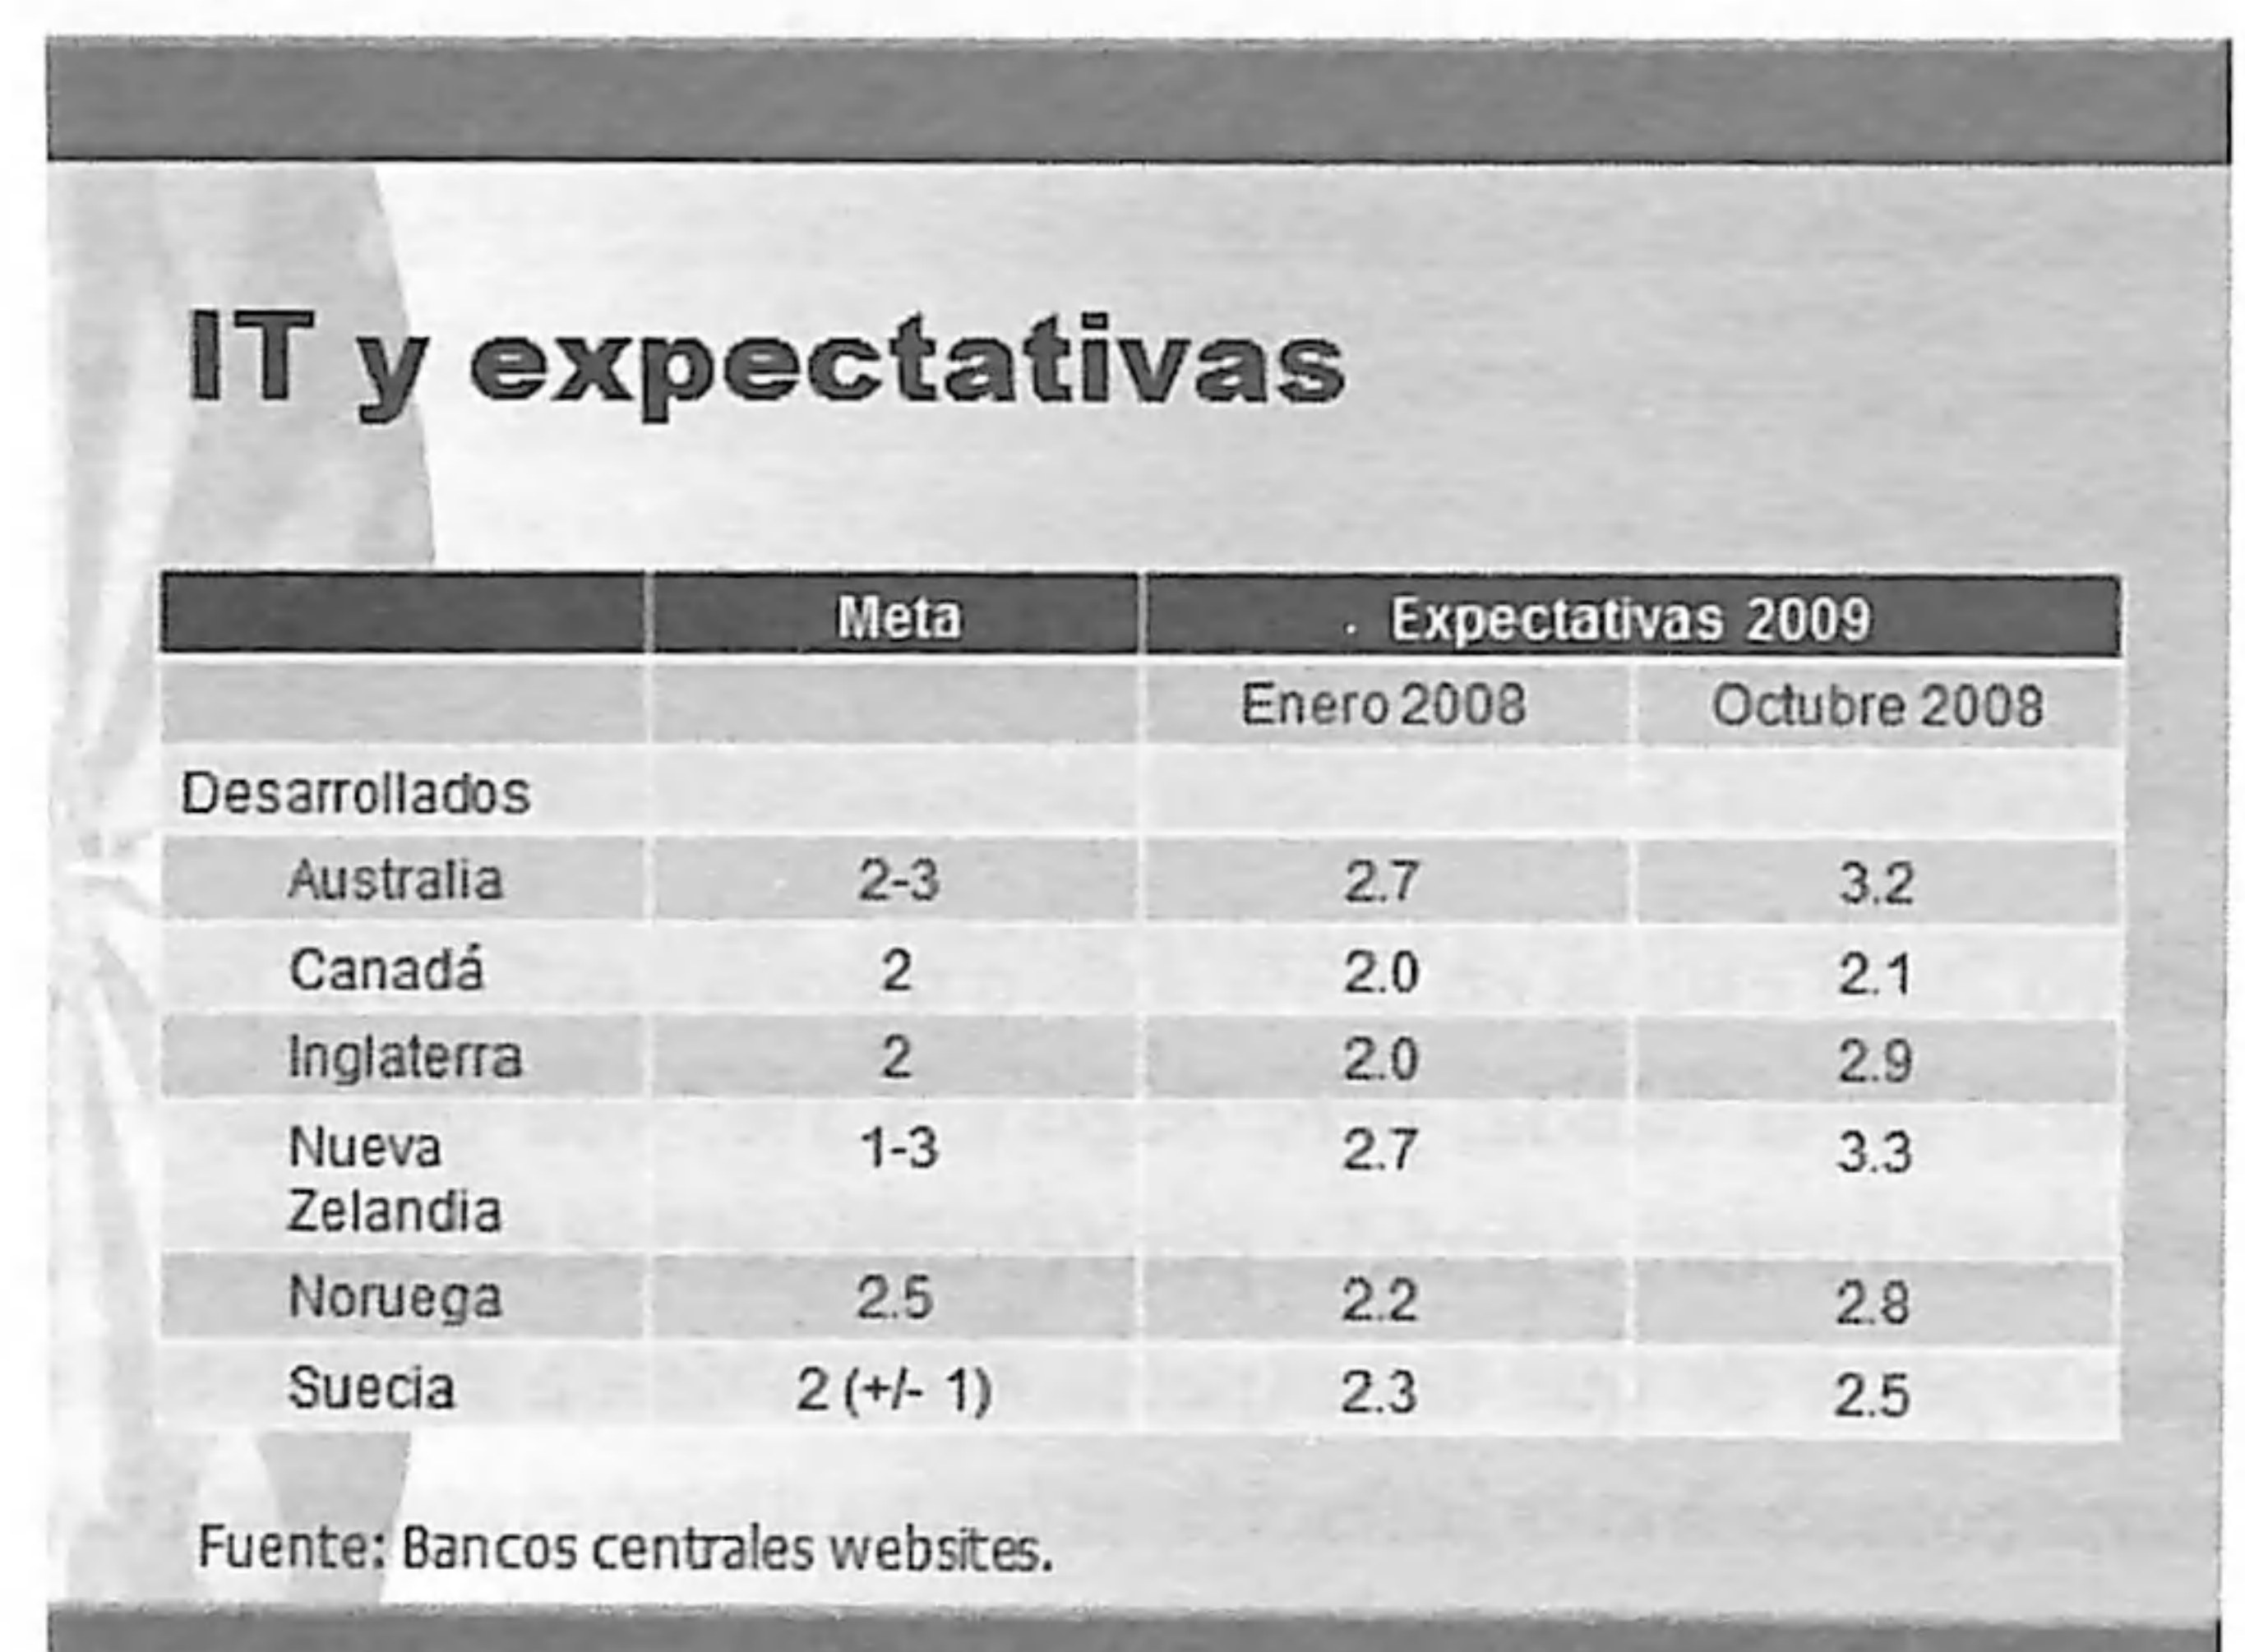 IT y expectativas
Meta Expectativas 2009
Enero 2008 Octubre 2008
Desarrollados
Australia 2-3 2.7 3.2
Canadá 2 2.0 2.1
Inglaterra 2 2.0 2.9
Nueva 1-3 2.7 3.3
Zelandia
Noruega 2.5 2.2 2.8
Suecia 2 (+/- 1) 2.3 2.5
Fuente: Bancos centrales websites.